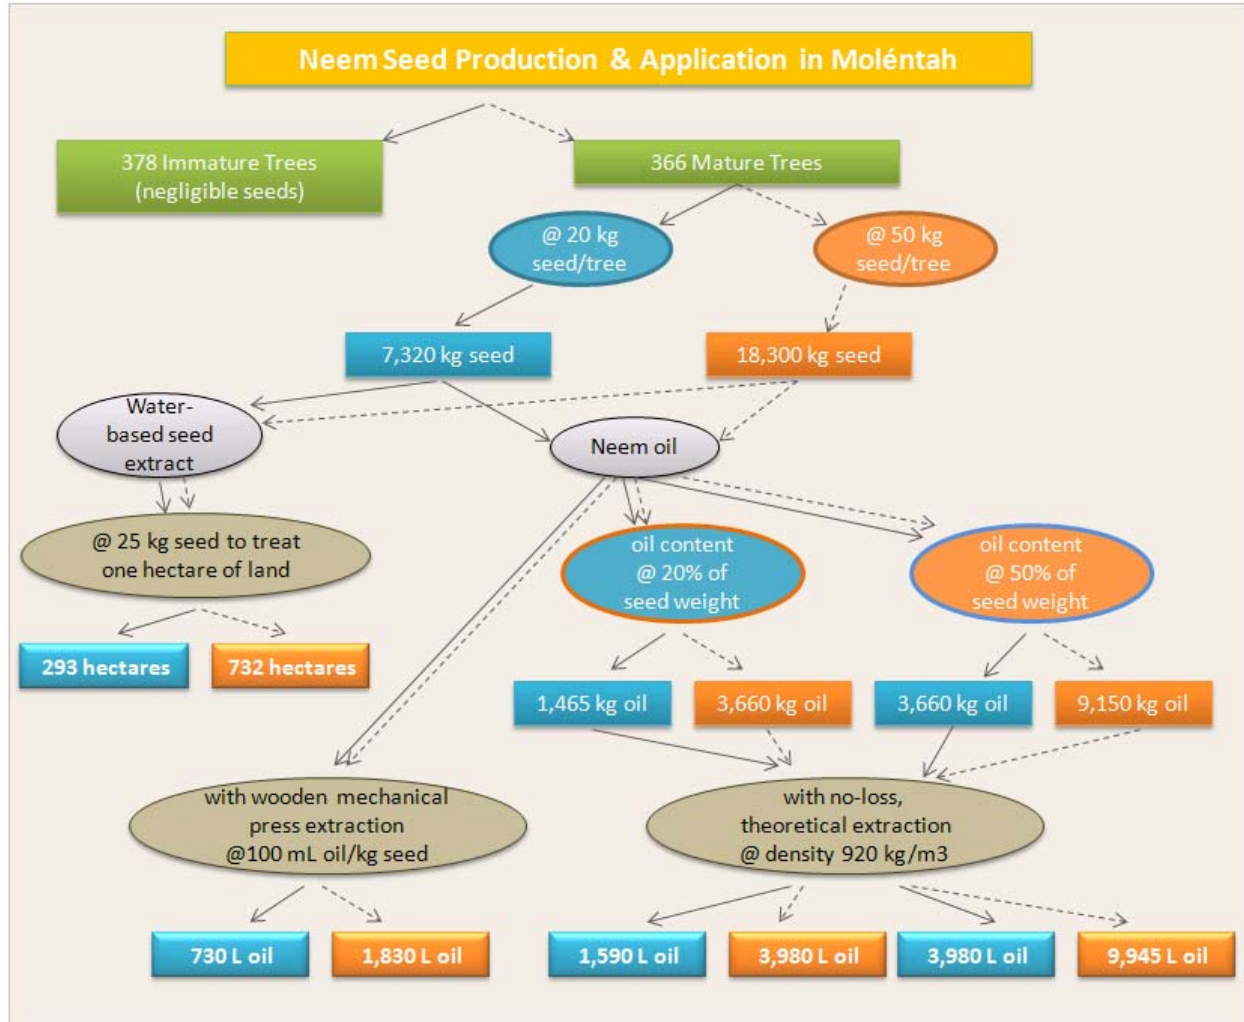 Neem Seed Production & Application in Moléntah
378 Immature Trees
(negligible seeds)
366 Mature Trees
@ 20 kg
seed/tree
@ 50 kg
seed/tree
7,320 kg seed
18,300 kg seed
Water-
based seed
extract
Neem oil
@ 25 kg seed to treat
one hectare of land
oil content
@ 20% of
seed weight
oil content
@ 50% of
seed weight
293 hectares
732 hectares
1,465 kg oil
3,660 kg oil
3,660 kg oil
9,150 kg oil
with wooden mechanical
press extraction
@100 mL oil/kg seed
with no-loss,
theoretical extraction
@ density 920 kg/m3
730 L oil
1,830 L oil
1,590 L oil
3,980 L oil
3,980 L oil
9,945 L oil